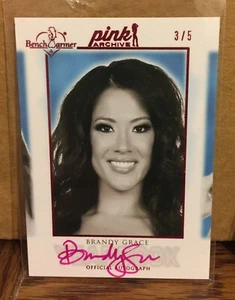 BenchWarmer
pink
ARCHIVE
3/5
BRANDY GRACE
OFFICIAL AUTOGRAPH